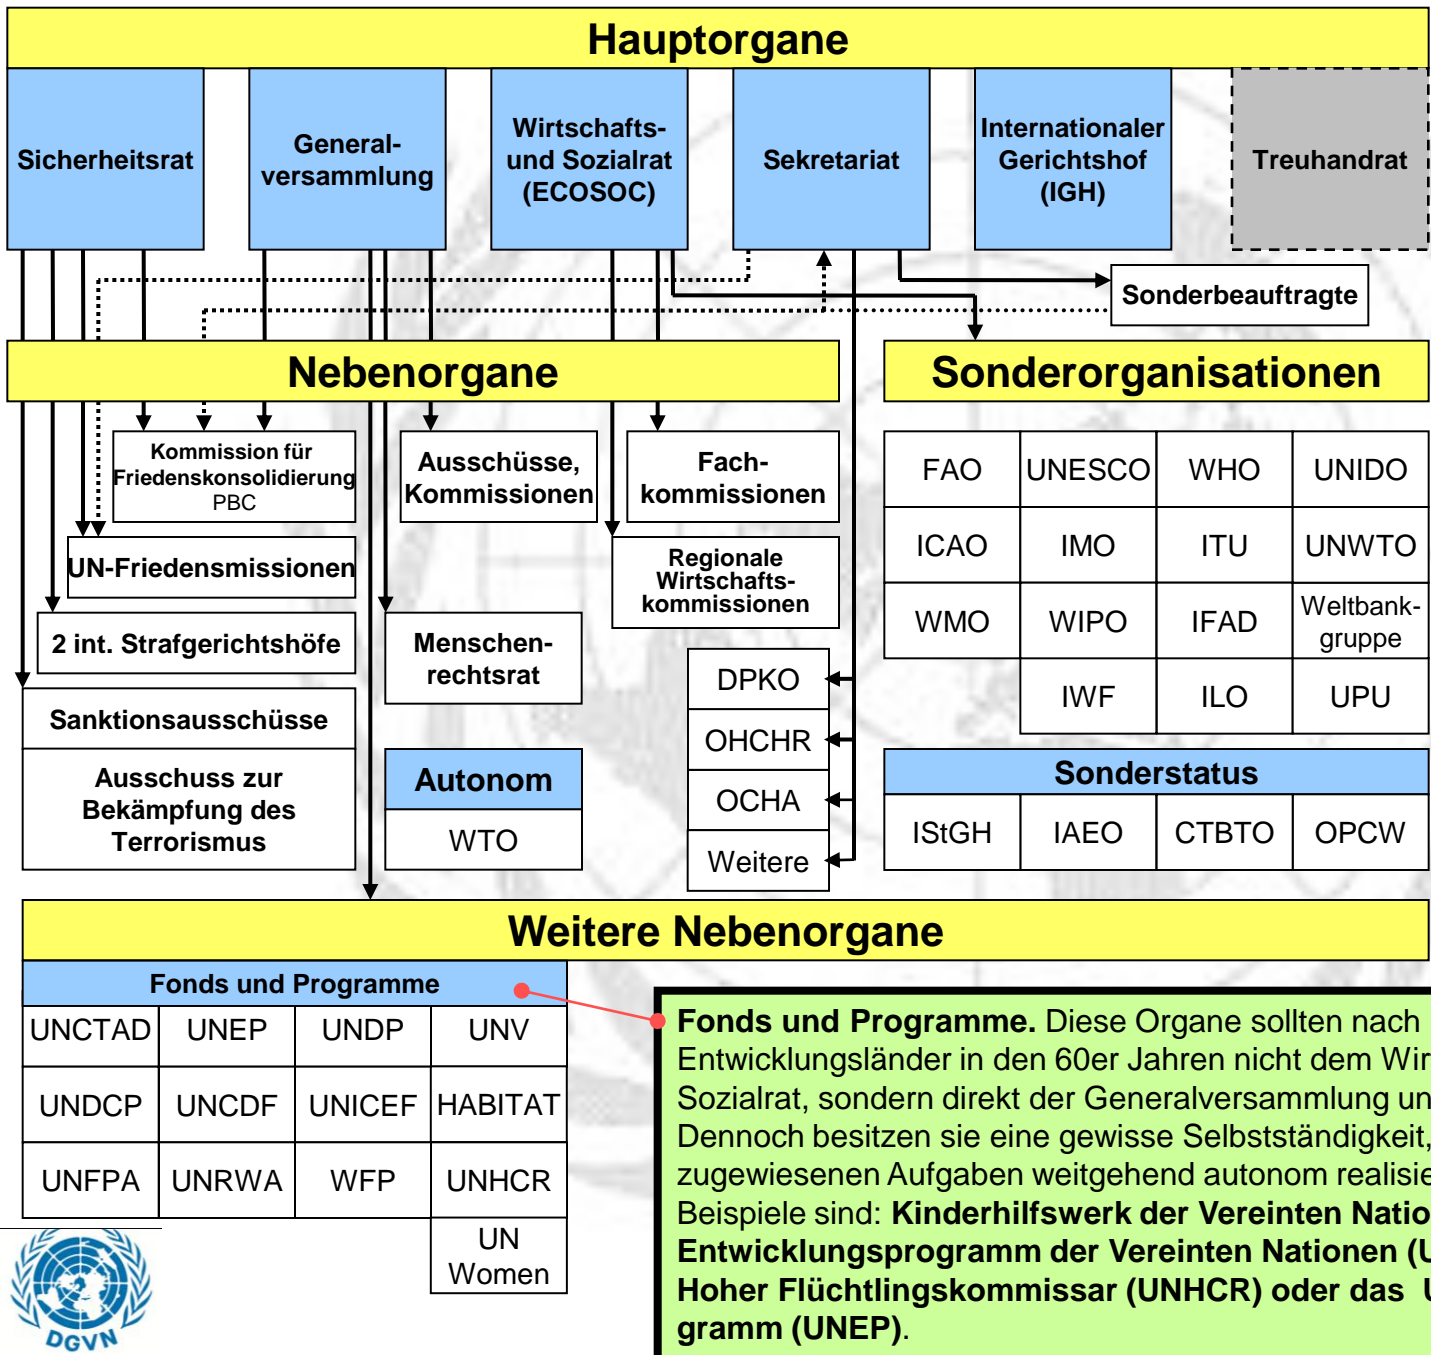 Hauptorgane
Sicherheitsrat
General-
versammlung
Wirtschafts-
und Sozialrat
(ECOSOC)
Sekretariat
Internationaler
Gerichtshof
(IGH)
Treuhandrat
Sonderbeauftragte
Nebenorgane
Sonderorganisationen
Kommission für
Friedenskonsolidierung
PBC
Ausschüsse,
Kommissionen
Fach-
kommissionen
UN-Friedensmissionen
Regionale
Wirtschafts-
kommissionen
2 int. Strafgerichtshöfe
Menschen-
rechtsrat
Sanktionsausschüsse
Ausschuss zur
Bekämpfung des
Terrorismus
Autonom
WTO
DPKO
OHCHR
OCHA
Weitere
FAO UNESCO WHO UNIDO
ICAO IMO ITU UNWTO
WMO WIPO IFAD Weltbank-
gruppe
IWF ILO UPU
Sonderstatus
IStGH IAEO CTBTO OPCW
Weitere Nebenorgane
Fonds und Programme
UNCTAD UNEP UNDP UNV
UNDCP UNCDF UNICEF HABITAT
UNFPA UNRWA WFP UNHCR
UN
Women
Fonds und Programme. Diese Organe sollten nach
Entwicklungsländer in den 60er Jahren nicht dem Wir
Sozialrat, sondern direkt der Generalversammlung un
Dennoch besitzen sie eine gewisse Selbstständigkeit,
zugewiesenen Aufgaben weitgehend autonom realisie
Beispiele sind: Kinderhilfswerk der Vereinten Natio
Entwicklungsprogramm der Vereinten Nationen (U
Hoher Flüchtlingskommissar (UNHCR) oder das U
gramm (UNEP).
DGVN